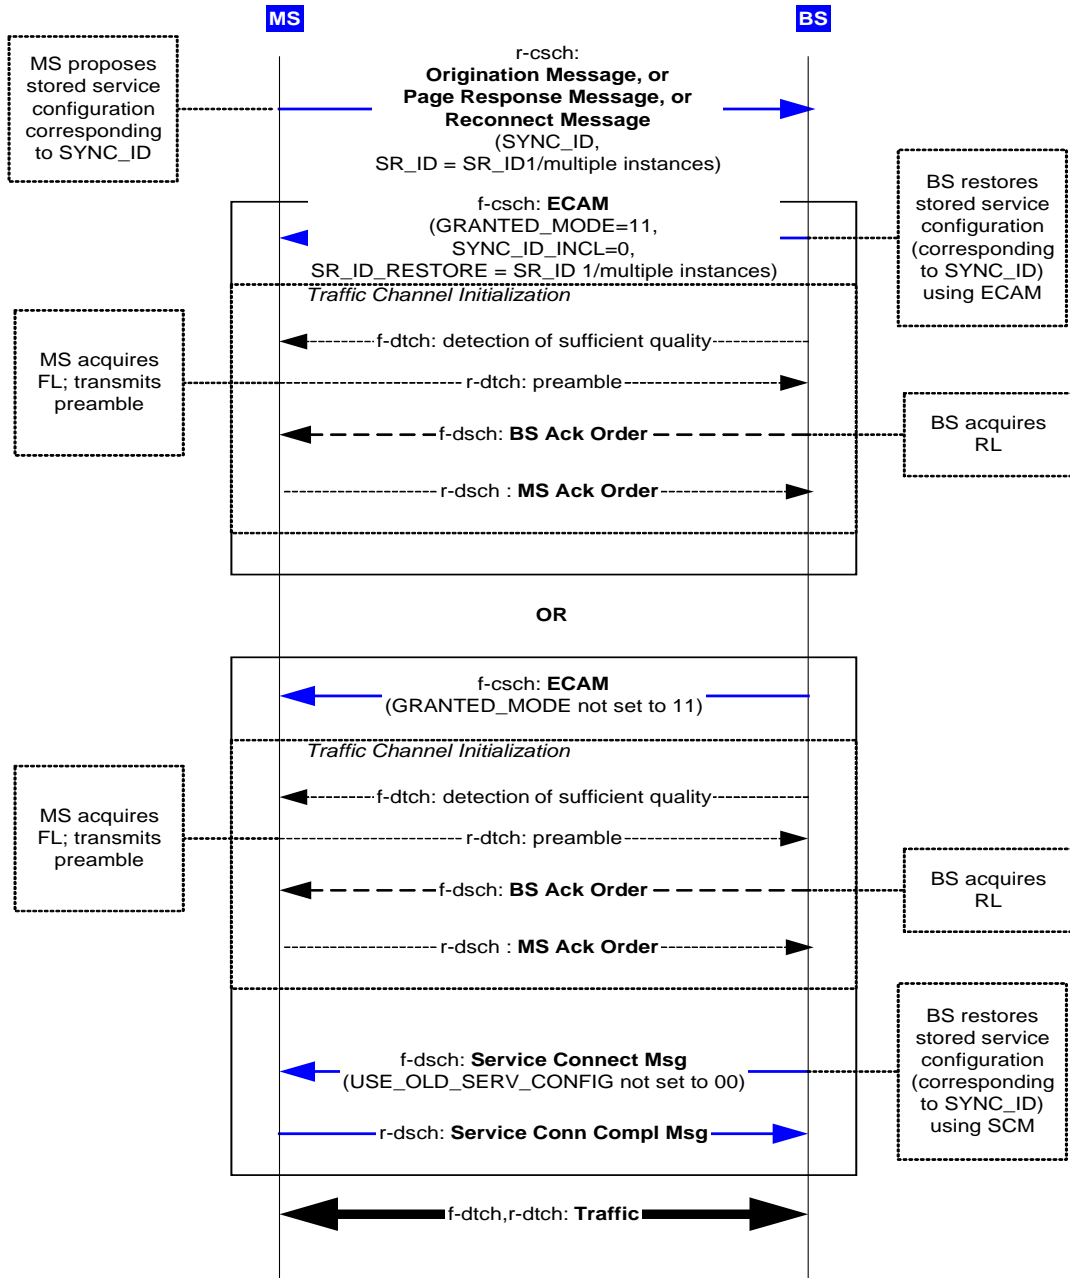 MS
BS
MS proposes
stored service
configuration
corresponding
to SYNC_ID
r-csch:
Origination Message, or
Page Response Message, or
Reconnect Message
(SYNC_ID,
SR_ID = SR_ID1/multiple instances)
BS restores
stored service
configuration
(corresponding
to SYNC_ID)
using ECAM
f-csch: ECAM
(GRANTED_MODE=11,
SYNC_ID_INCL=0,
SR_ID_RESTORE = SR_ID 1/multiple instances)
Traffic Channel Initialization
MS acquires
FL; transmits
preamble
f-dtch: detection of sufficient quality
r-dtch: preamble
f-dsch: BS Ack Order
BS acquires
RL
r-dsch : MS Ack Order
OR
f-csch: ECAM
(GRANTED_MODE not set to 11)
Traffic Channel Initialization
MS acquires
FL; transmits
preamble
f-dtch: detection of sufficient quality
r-dtch: preamble
f-dsch: BS Ack Order
BS acquires
RL
r-dsch : MS Ack Order
BS restores
stored service
configuration
(corresponding
to SYNC_ID)
using SCM
f-dsch: Service Connect Msg
(USE_OLD_SERV_CONFIG not set to 00)
r-dsch: Service Conn Compl Msg
f-dtch,r-dtch: Traffic